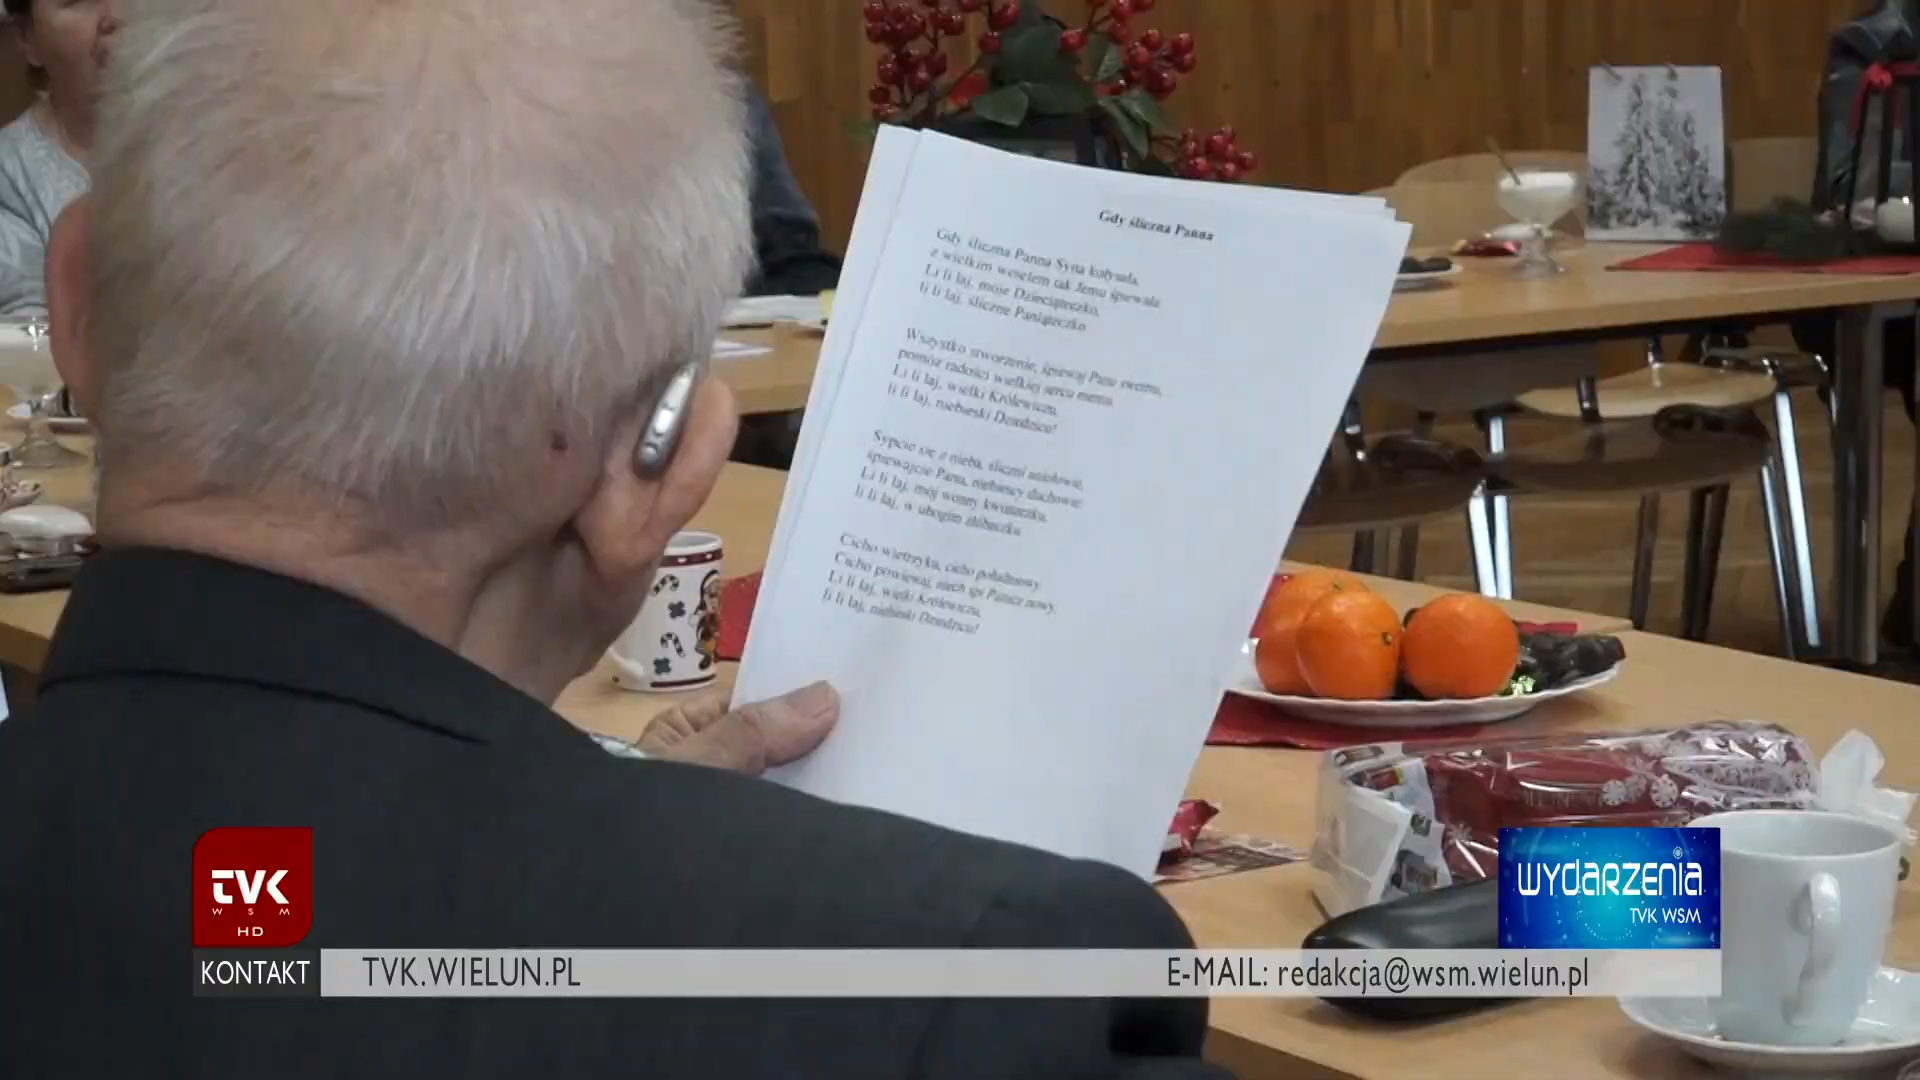 Gdy śliczna Panna
Gdy śliczna Panna Syna kołysała,
z wielkim weselem tak Jemu śpiewała
Li li laj, moje Dzieciąteczko,
li li laj, śliczne Paniąteczko
Wszystko stworzenie, śpiewaj Panu swemu,
pomóż radości wielkiej sercu memu
Li li laj, wielki Królewiczu,
li li laj, niebieski Dziedzicu!
Sypcie się z nieba, śliczni aniołowie,
śpiewajcie Panu, niebiescy duchowie:
Li li laj, mój wonny kwiateczku,
li li laj, w ubogim żłóbeczku
Cicho wietrzyku, cicho południowy
Cicho powiewaj, niech śpi Panicz nowy,
Li li laj, wielki Królewiczu,
li li laj, niebieski Dziedzicu!
TVK
WSM
HD
WYDARZENIA
TVK WSM
KONTAKT TVK.WIELUN.PL E-MAIL: redakcja@wsm.wielun.pl